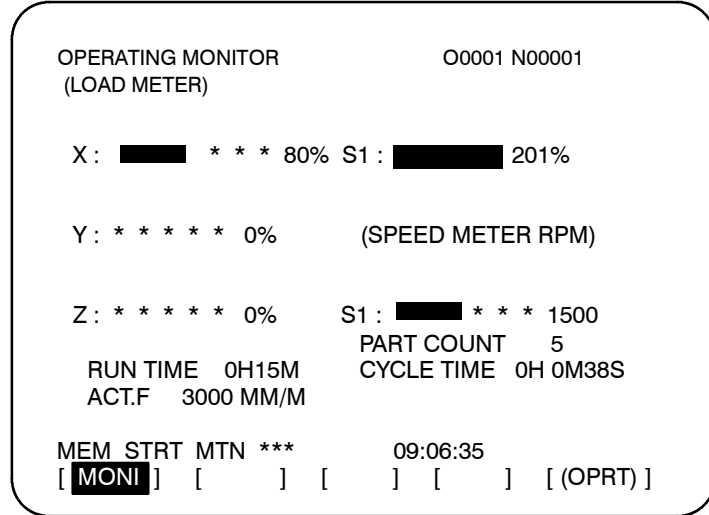 OPERATING MONITOR O0001 N00001
(LOAD METER)
X : * * * 80% S1 : 201%
Y : * * * * * 0% (SPEED METER RPM)
Z : * * * * * 0% S1 : * * * 1500
PART COUNT 5
RUN TIME 0H15M CYCLE TIME 0H 0M38S
ACT.F 3000 MM/M
MEM STRT MTN *** 09:06:35
[ MONI ] [ ] [ ] [ ] [ (OPRT) ]